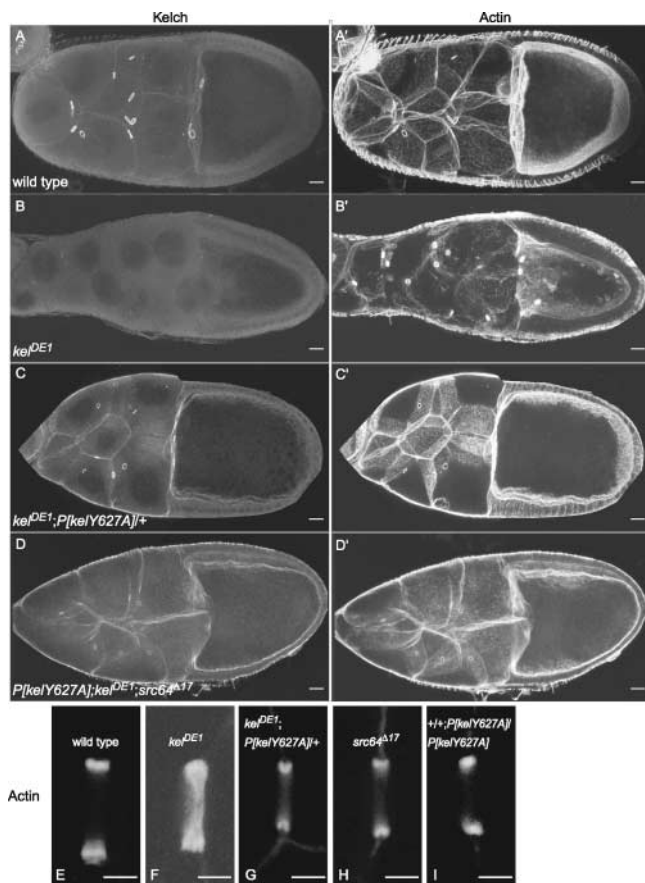 Kelch Actin
A A'
wild type
B B'
kel^DE1
C C'
kel^DE1;P[kelY627A]/+
D D'
P[kelY627A];kel^DE1;src64^Δ17
wild type kel^DE1 kel^DE1; src64^Δ17 +/+;P[kelY627A]/
P[kelY627A]/+ P[kelY627A]
Actin
E F G H I